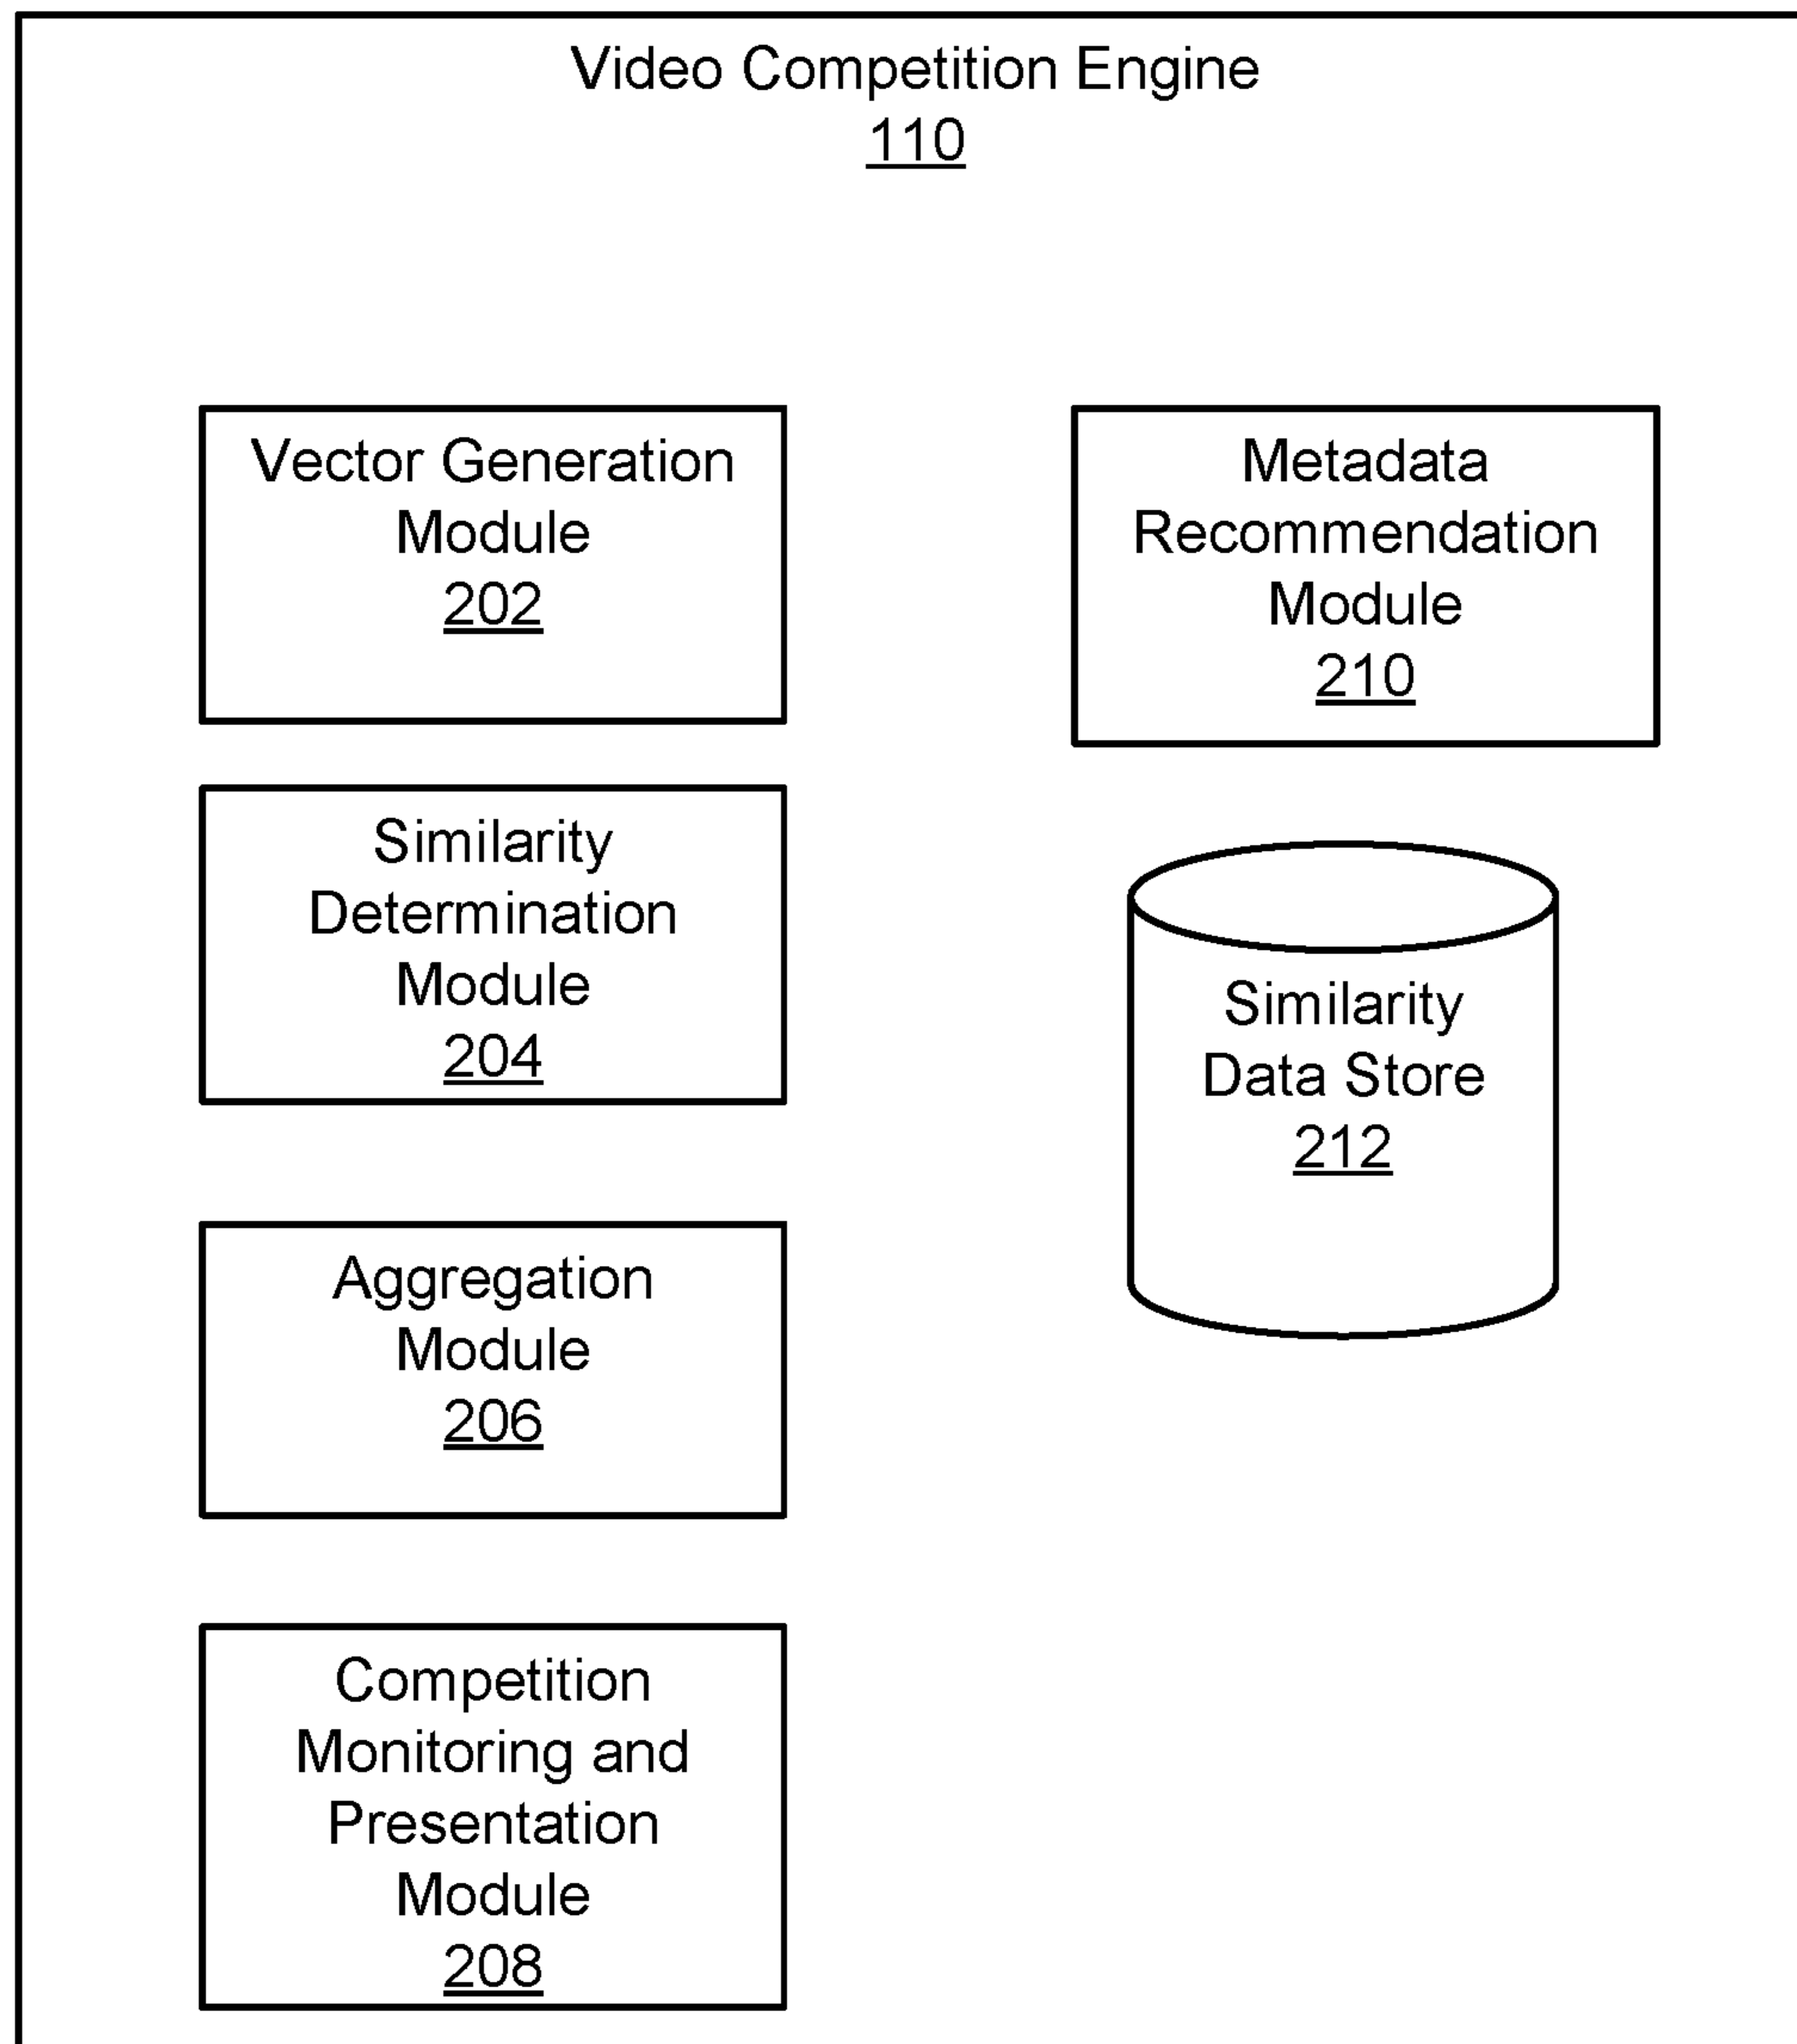 Video Competition Engine
110
Vector Generation
Module
202
Similarity
Determination
Module
204
Aggregation
Module
206
Competition
Monitoring and
Presentation
Module
208
Metadata
Recommendation
Module
210
Similarity
Data Store
212